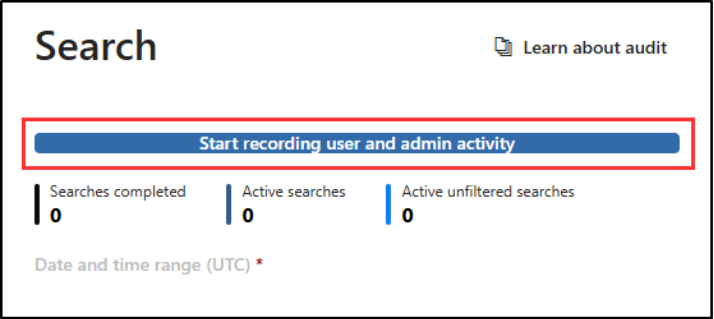 Search
Learn about audit
Start recording user and admin activity
Searches completed
0
Active searches
0
Active unfiltered searches
0
Date and time range (UTC) *